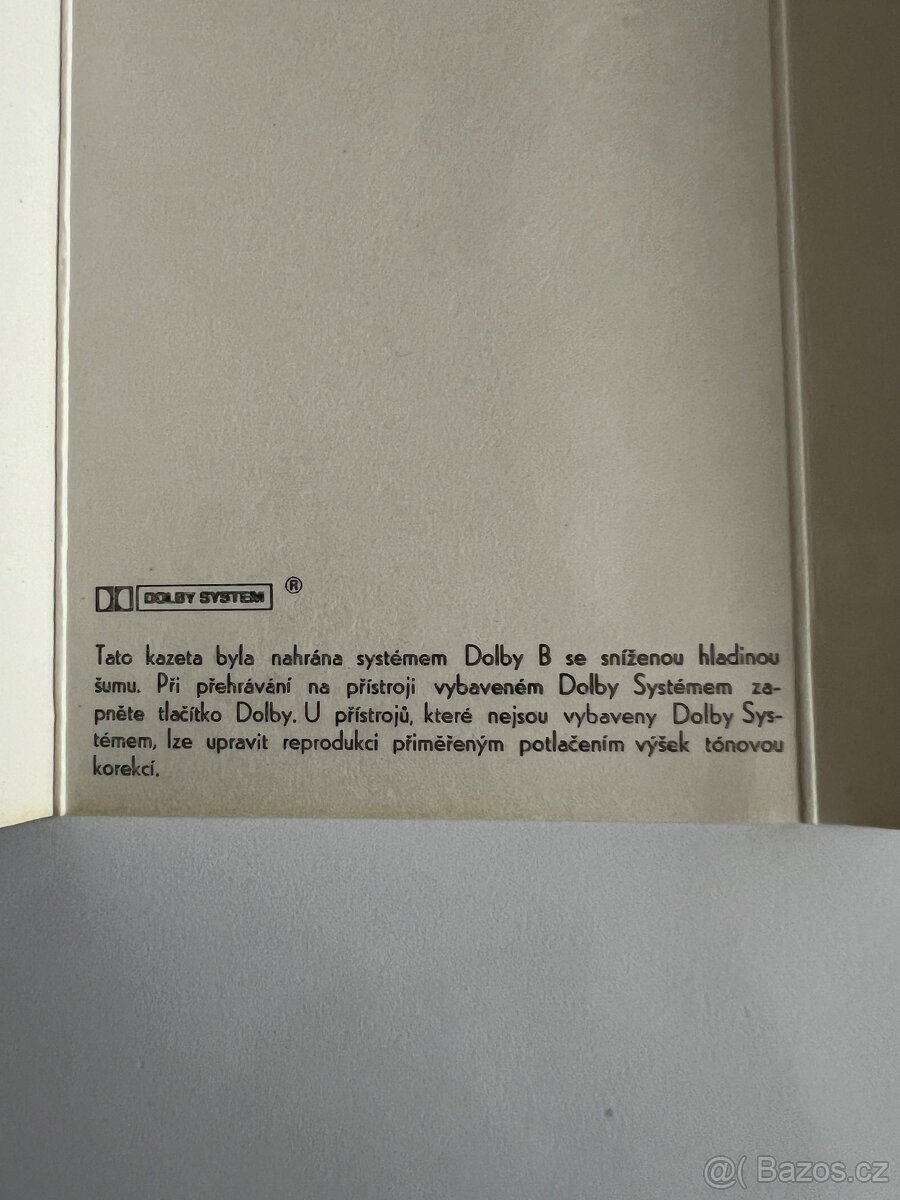 DOLBY SYSTEM ®
Tato kazeta byla nahrána systémem Dolby B se sníženou hladinou
šumu. Při přehrávání na přístroji vybaveném Dolby Systémem za-
pněte tlačítko Dolby. U přístrojů, které nejsou vybaveny Dolby Sys-
témem, lze upravit reprodukci přiměřeným potlačením výšek tónovou
korekcí.
@( Bazos.cz